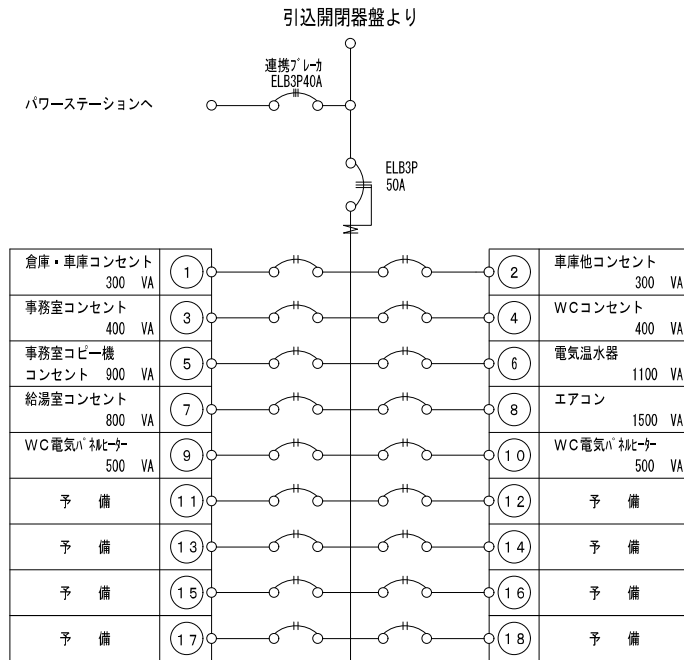 引込開閉器盤より
連携ブレーカ
ELB3P40A
パワーステーションへ
ELB3P
50A
倉庫・車庫コンセント
300 VA
1
2
車庫他コンセント
300 VA
事務室コンセント
400 VA
3
4
WCコンセント
400 VA
事務室コピー機
コンセント 900 VA
5
6
電気温水器
1100 VA
給湯室コンセント
800 VA
7
8
エアコン
1500 VA
WC電気パネルヒーター
500 VA
9
10
WC電気パネルヒーター
500 VA
予 備
11
12
予 備
予 備
13
14
予 備
予 備
15
16
予 備
予 備
17
18
予 備